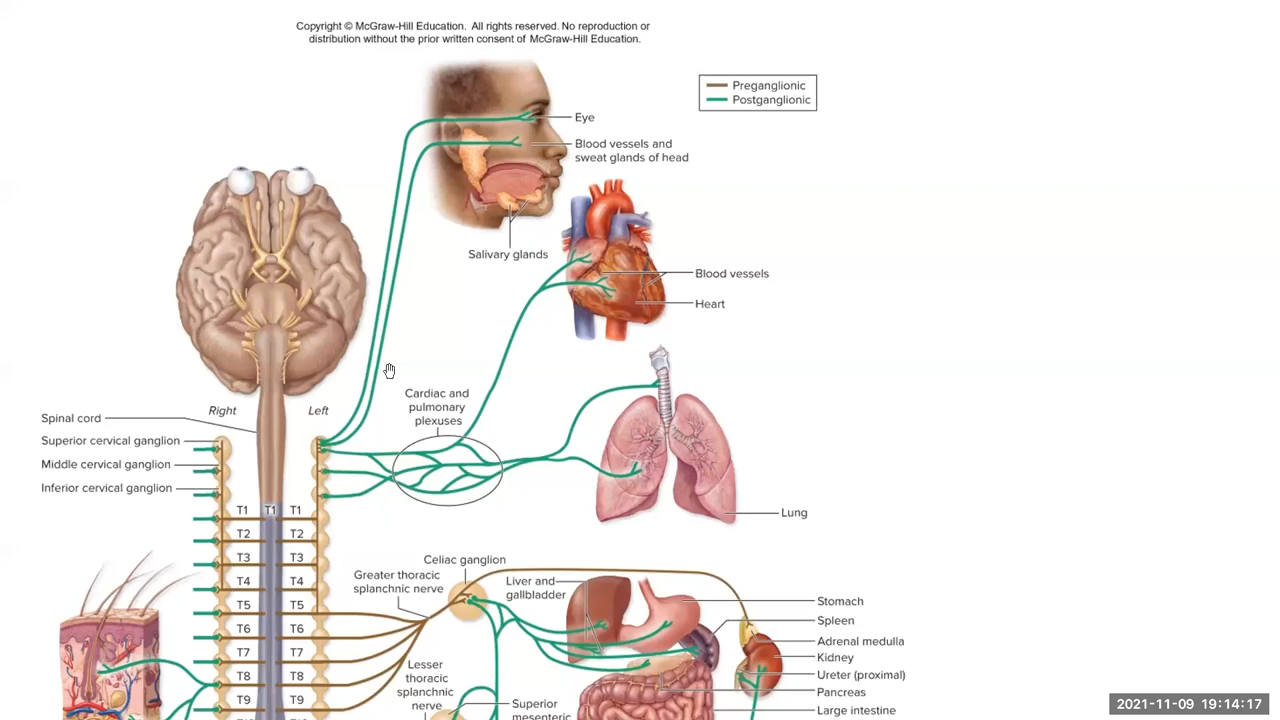 Copyright © McGraw-Hill Education. All rights reserved. No reproduction or
distribution without the prior written consent of McGraw-Hill Education.
Preganglionic
Postganglionic
Eye
Blood vessels and
sweat glands of head
Salivary glands
Blood vessels
Heart
Cardiac and
pulmonary
plexuses
Right
Left
Spinal cord
Superior cervical ganglion
Middle cervical ganglion
Inferior cervical ganglion
Lung
T1 T1 T1
T2 T2
T3 T3
T4 T4
T5 T5
T6 T6
T7 T7
T8 T8
T9 T9
Celiac ganglion
Greater thoracic
splanchnic nerve
Liver and
gallbladder
Stomach
Spleen
Adrenal medulla
Kidney
Ureter (proximal)
Pancreas
Large intestine
Lesser
thoracic
splanchnic
nerve
Superior
mesenteric
2021-11-09 19:14:17